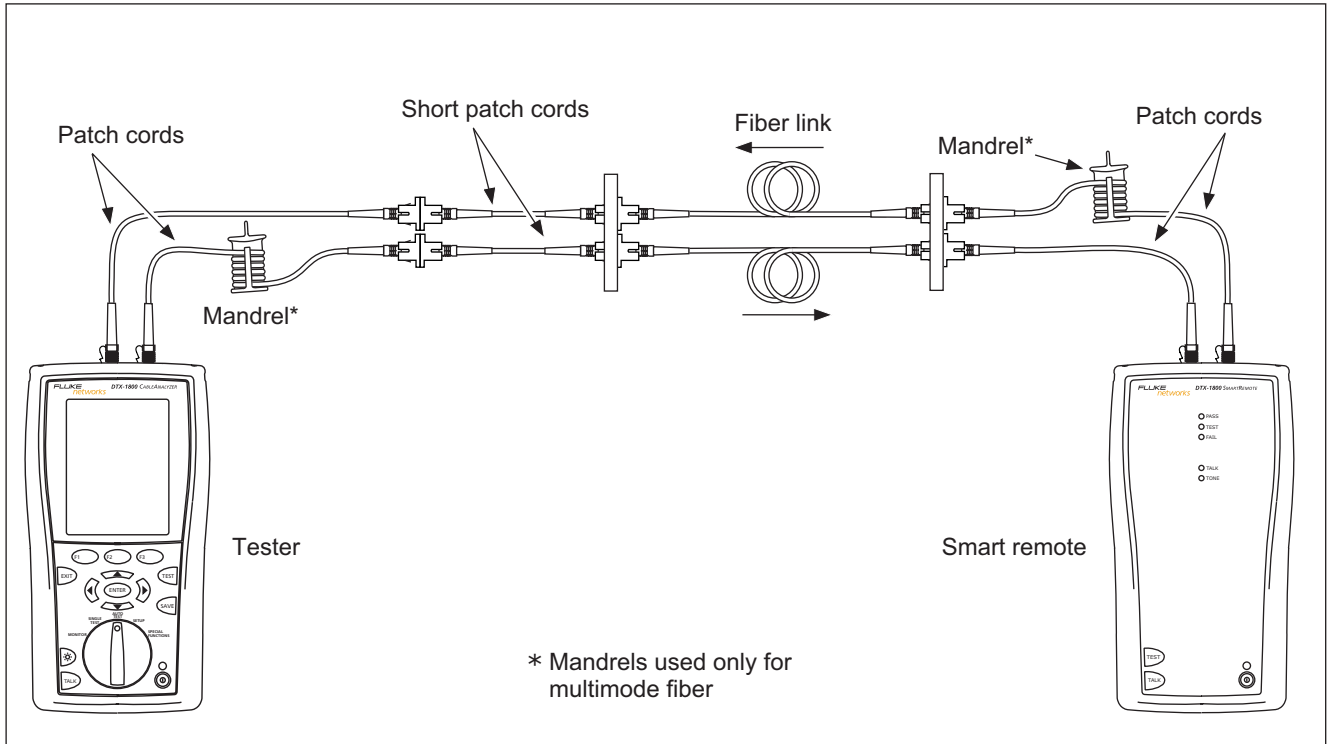 Short patch cords
Patch cords
Fiber link
Patch cords
Mandrel*
Mandrel*
FLUKE
networks
DTX-1800 CABLEANALYZER
FLUKE
networks
DTX-1800 SMARTREMOTE
PASS
TEST
FAIL
TALK
TONE
Tester
Smart remote
F1
F2
F3
EXIT
TEST
ENTER
SAVE
AUTO
TEST
SINGLE
TEST
SETUP
MONITOR
SPECIAL
FUNCTIONS
TALK
TEST
TALK
* Mandrels used only for
multimode fiber